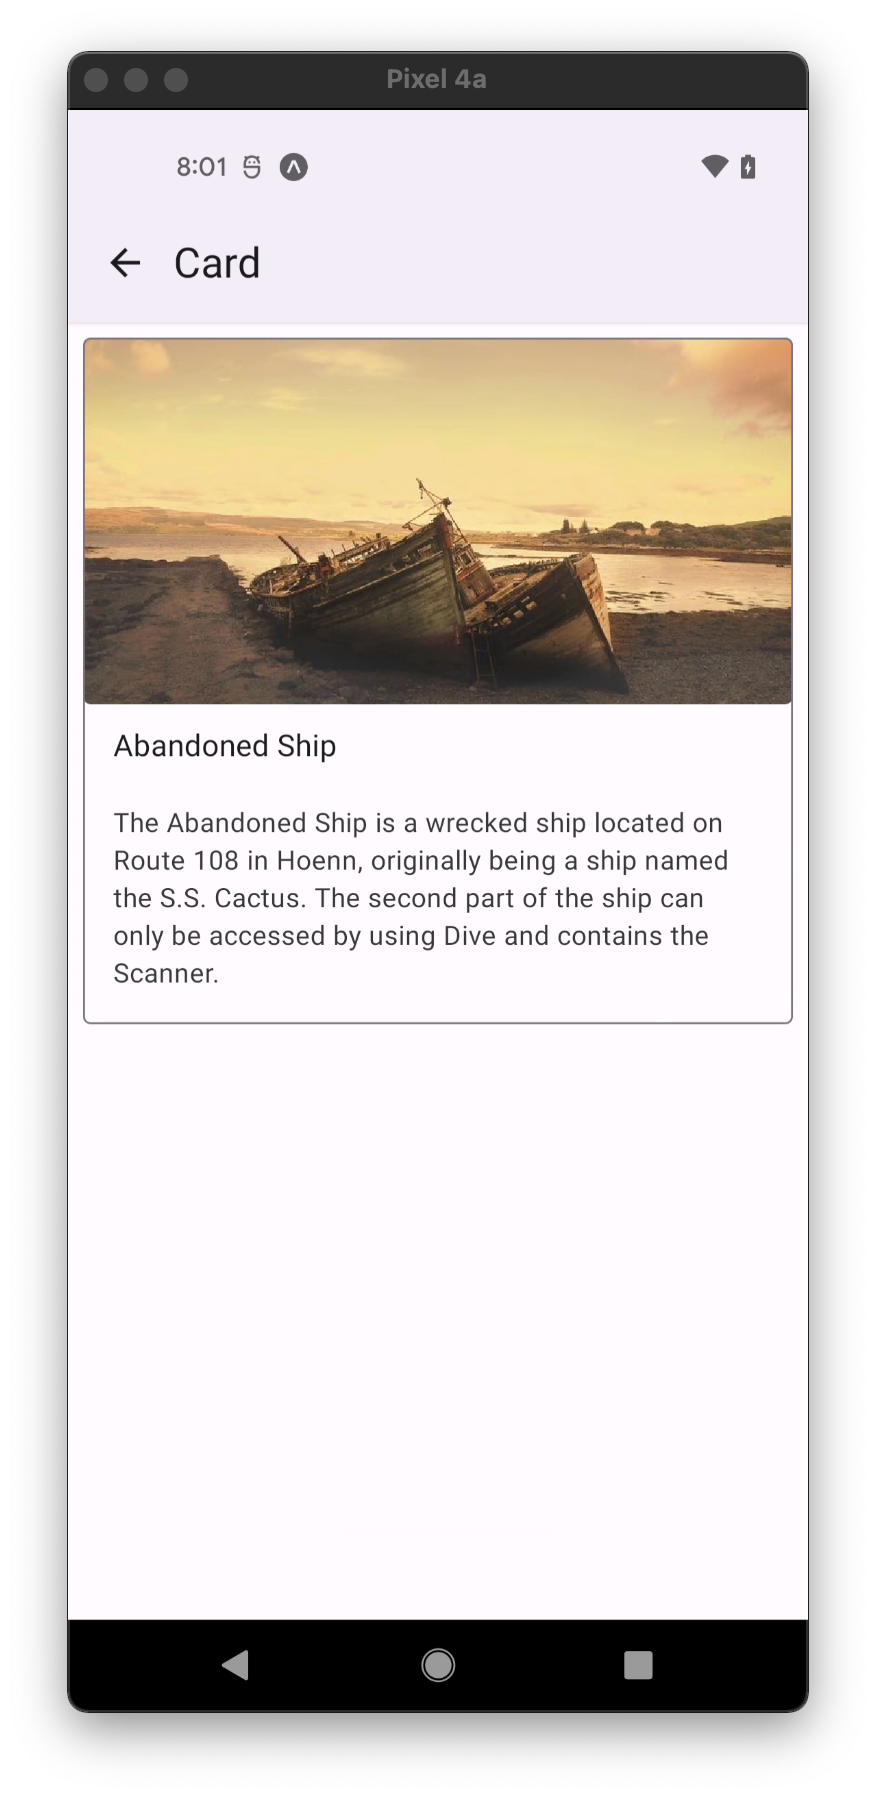 Pixel 4a
8:01
Card
Abandoned Ship
The Abandoned Ship is a wrecked ship located on
Route 108 in Hoenn, originally being a ship named
the S.S. Cactus. The second part of the ship can
only be accessed by using Dive and contains the
Scanner.